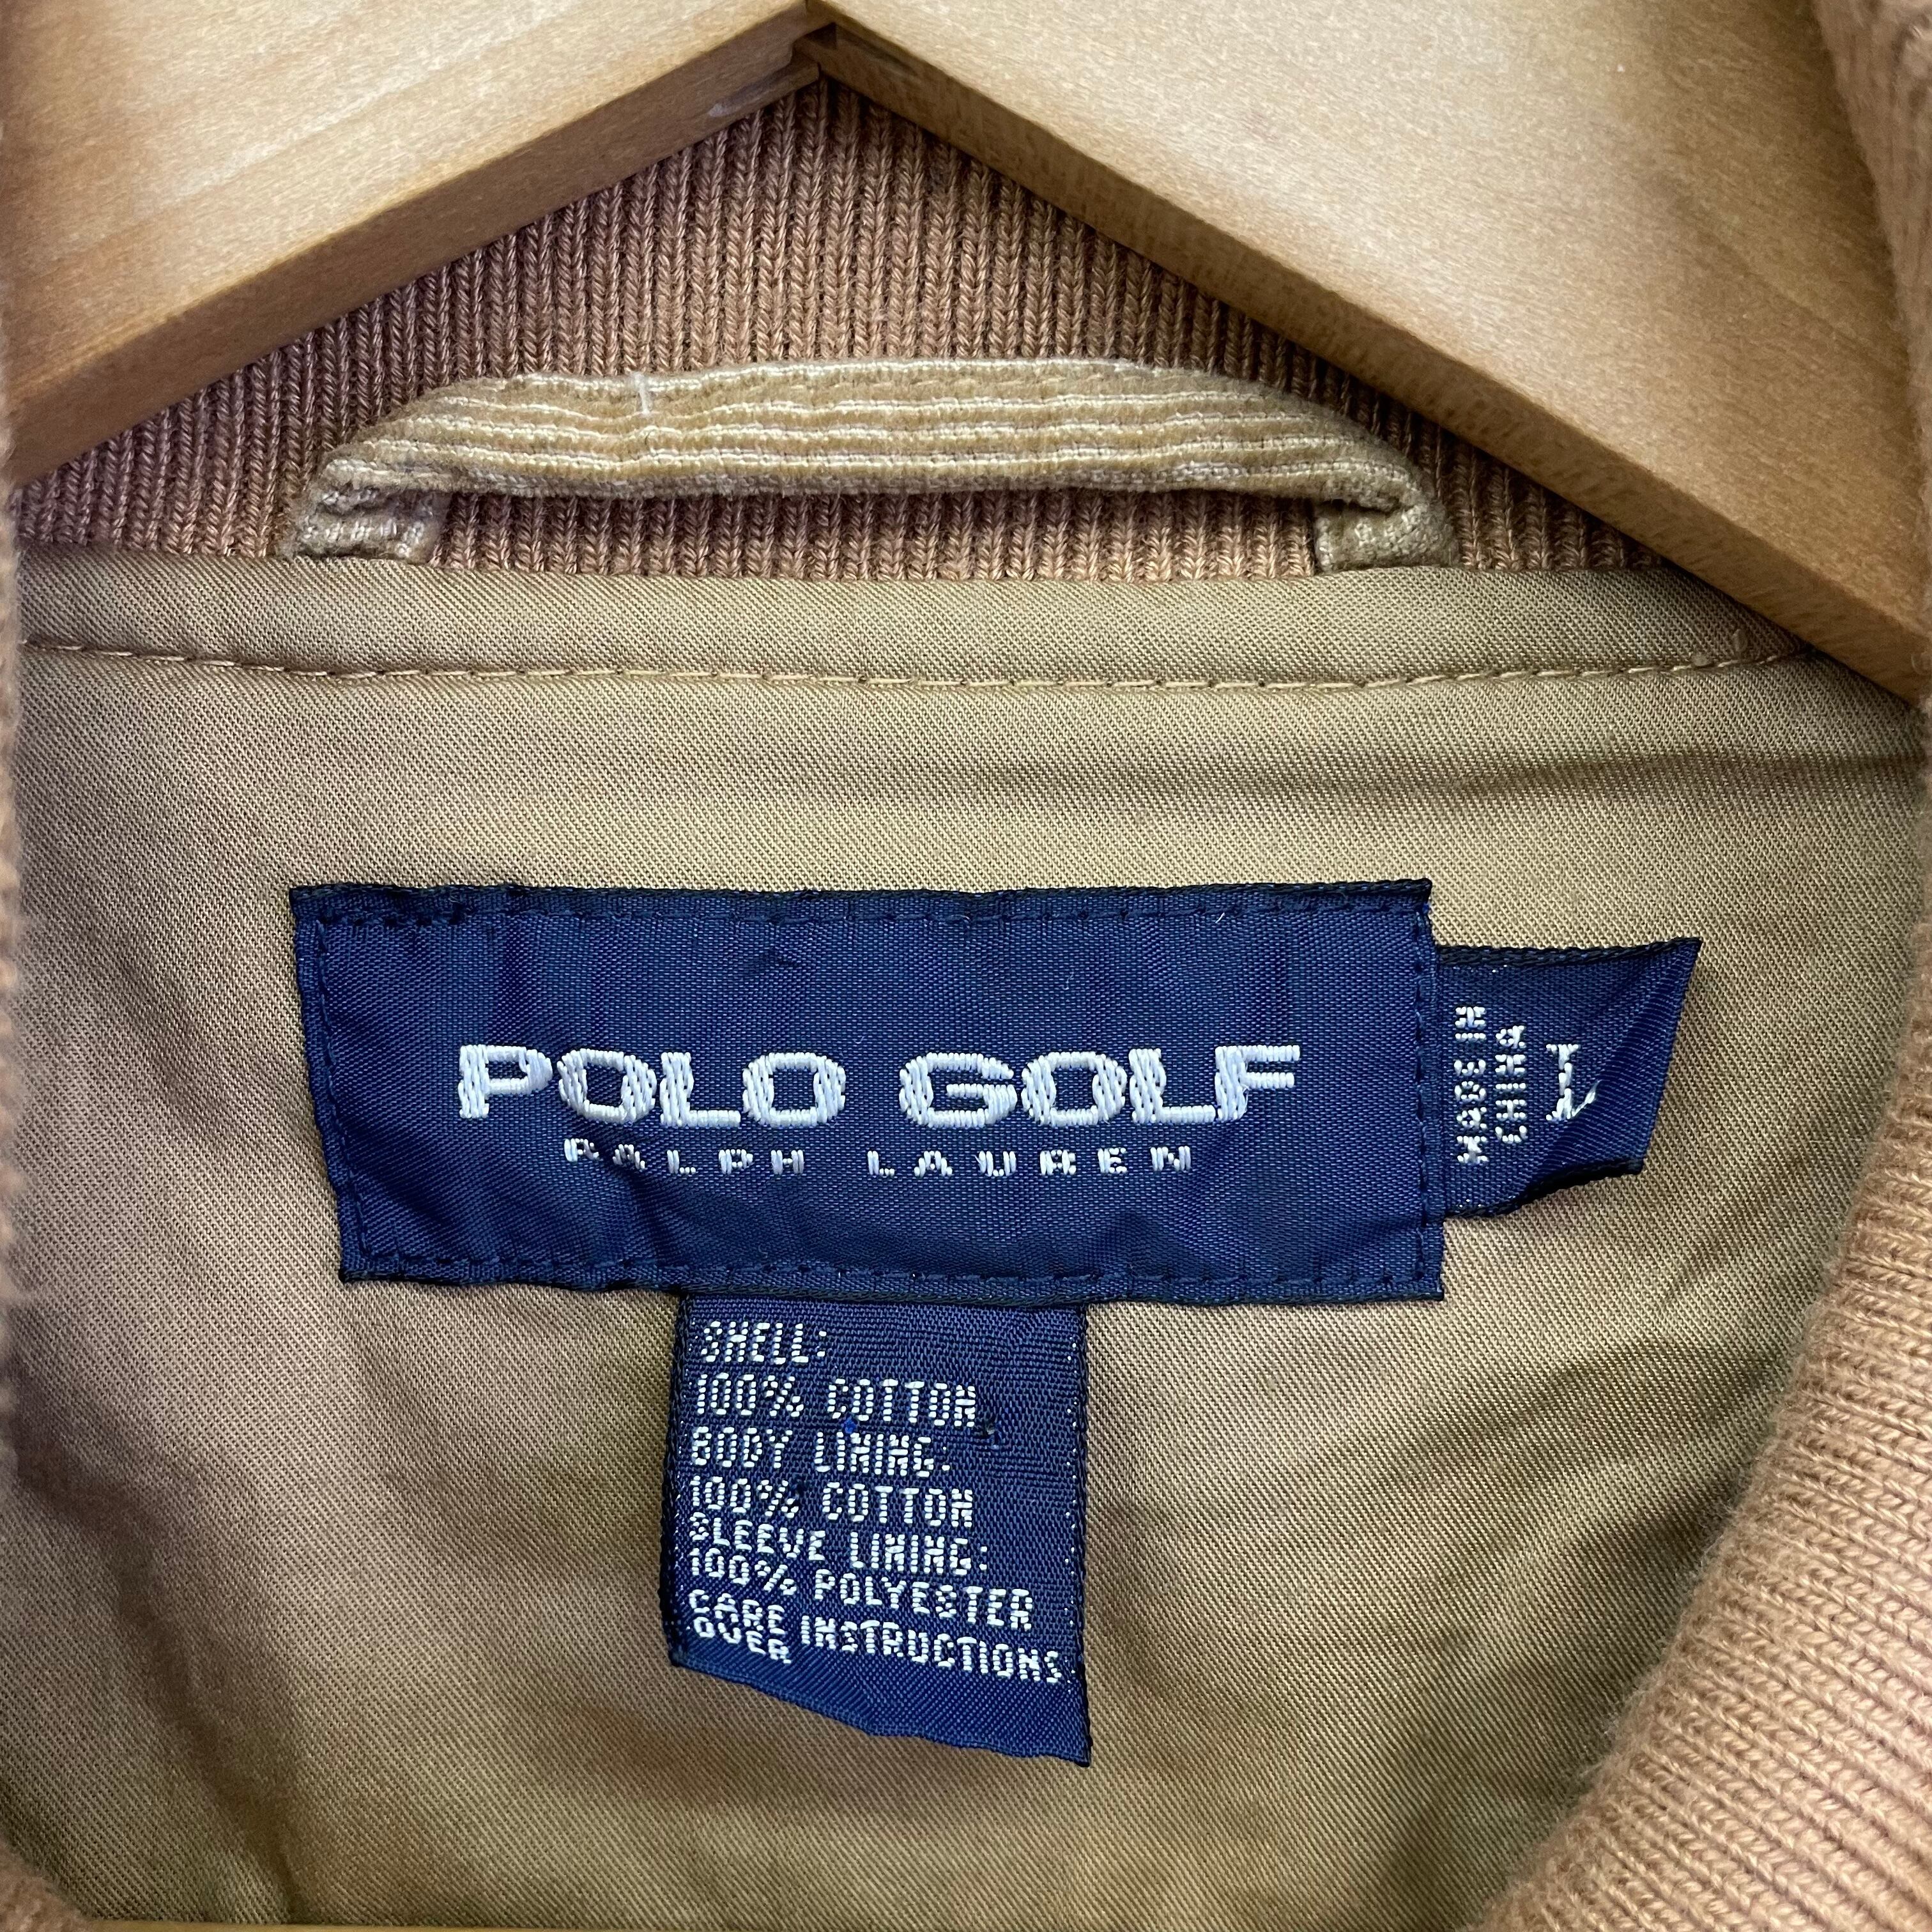 POLO GOLF
RALPH LAUREN
MADE IN
CHINA
L
SHELL:
100% COTTON
BODY LINING:
100% COTTON
SLEEVE LINING:
100% POLYESTER
CARE INSTRUCTIONS
OVER